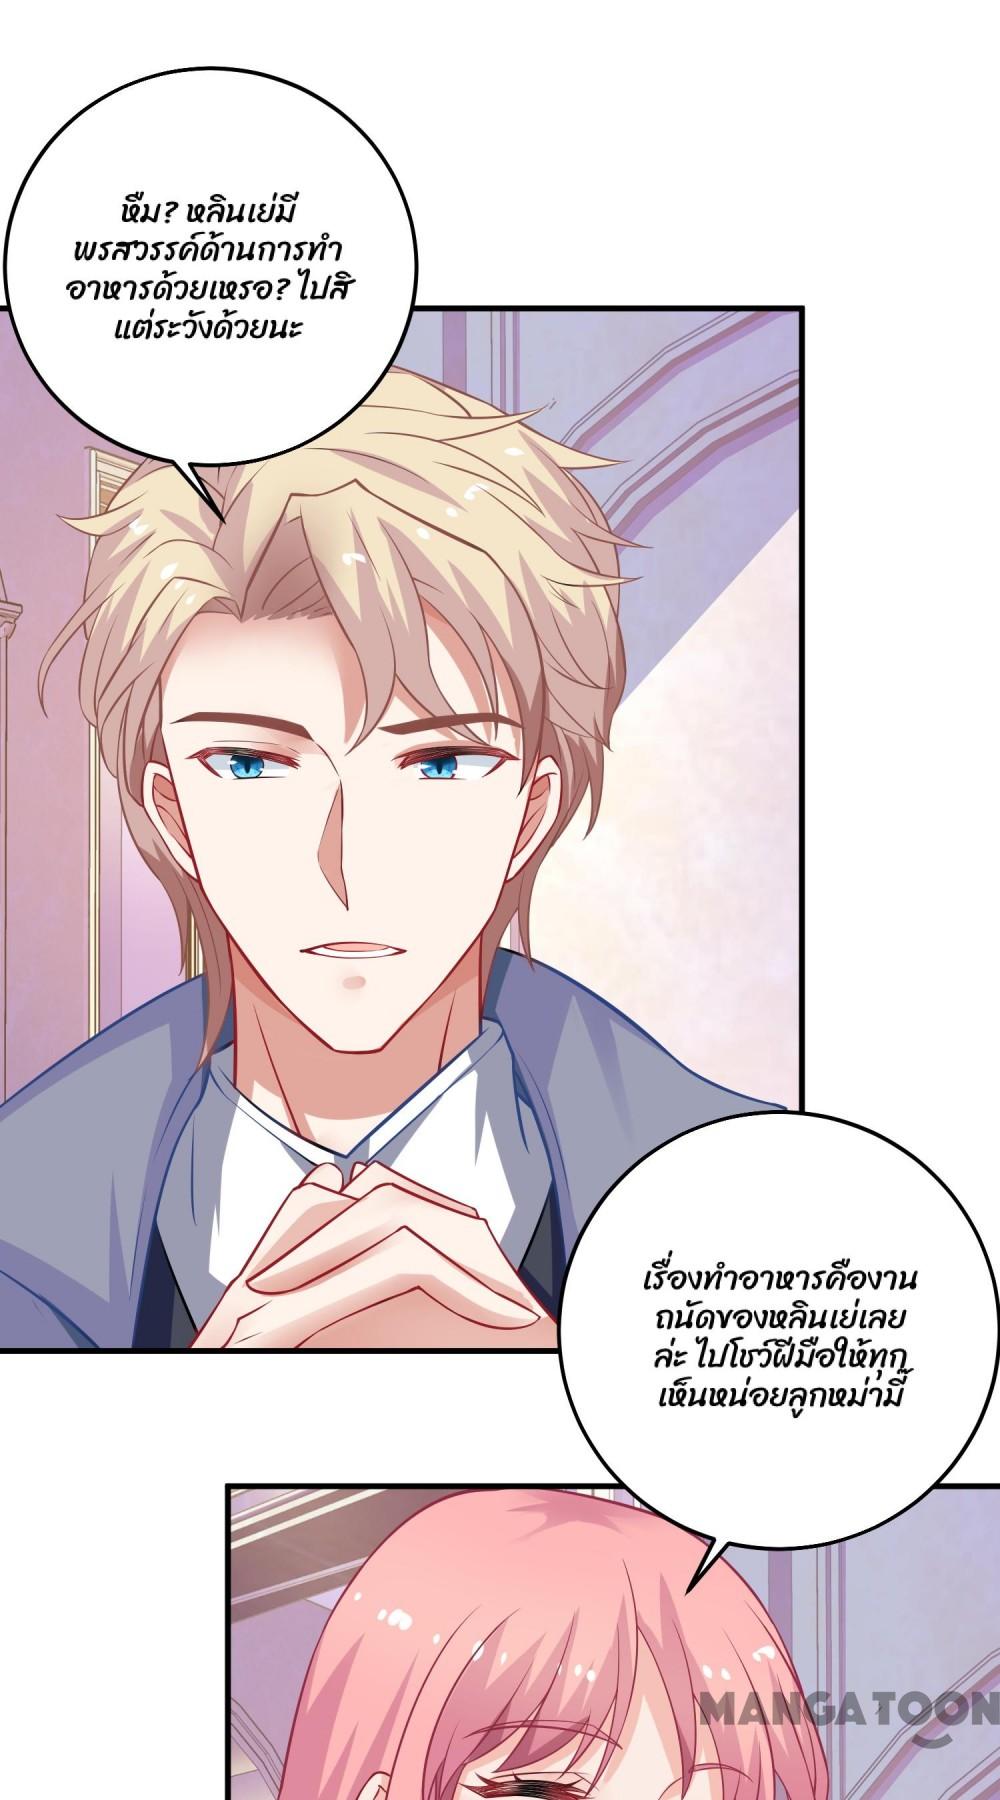 หืม? หลินเย่มี
พรสวรรค์ด้านการทำ
อาหารด้วยเหรอ? ไปสิ
แต่ระวังด้วยนะ
เรื่องทำอาหารคืองาน
ถนัดของหลินเย่เลย
ล่ะ ไปโชว์ฝีมือให้ทุก
เห็นหน่อยลูกหม่ามี๊
MANGATOON